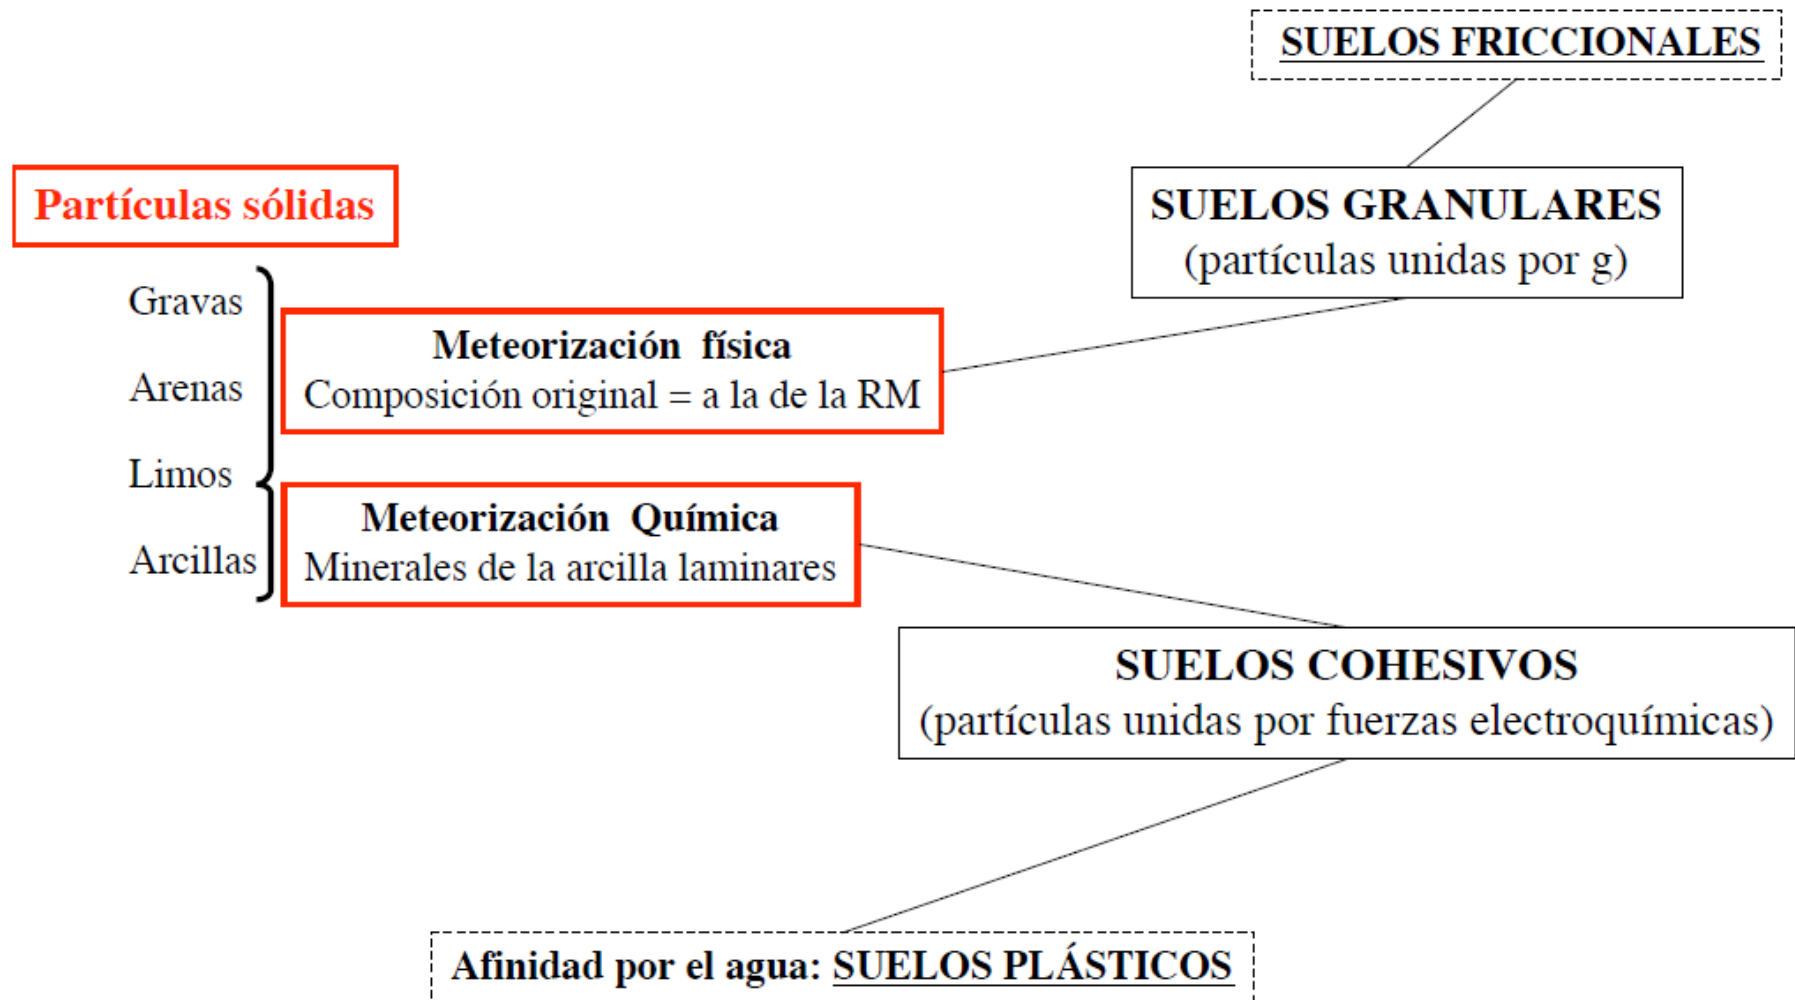 SUELOS FRICCIONALES
Partículas sólidas
SUELOS GRANULARES
(partículas unidas por g)
Gravas
Arenas
Limos
Arcillas
Meteorización física
Composición original = a la de la RM
Meteorización Química
Minerales de la arcilla laminares
SUELOS COHESIVOS
(partículas unidas por fuerzas electroquímicas)
Afinidad por el agua: SUELOS PLÁSTICOS